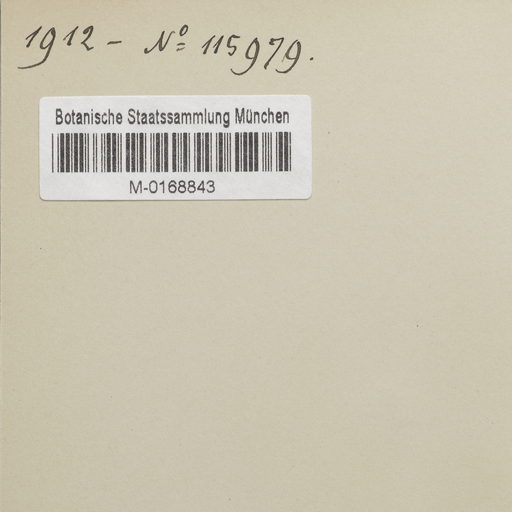 1912 – Nº 115979.
Botanische Staatssammlung München
M-0168843